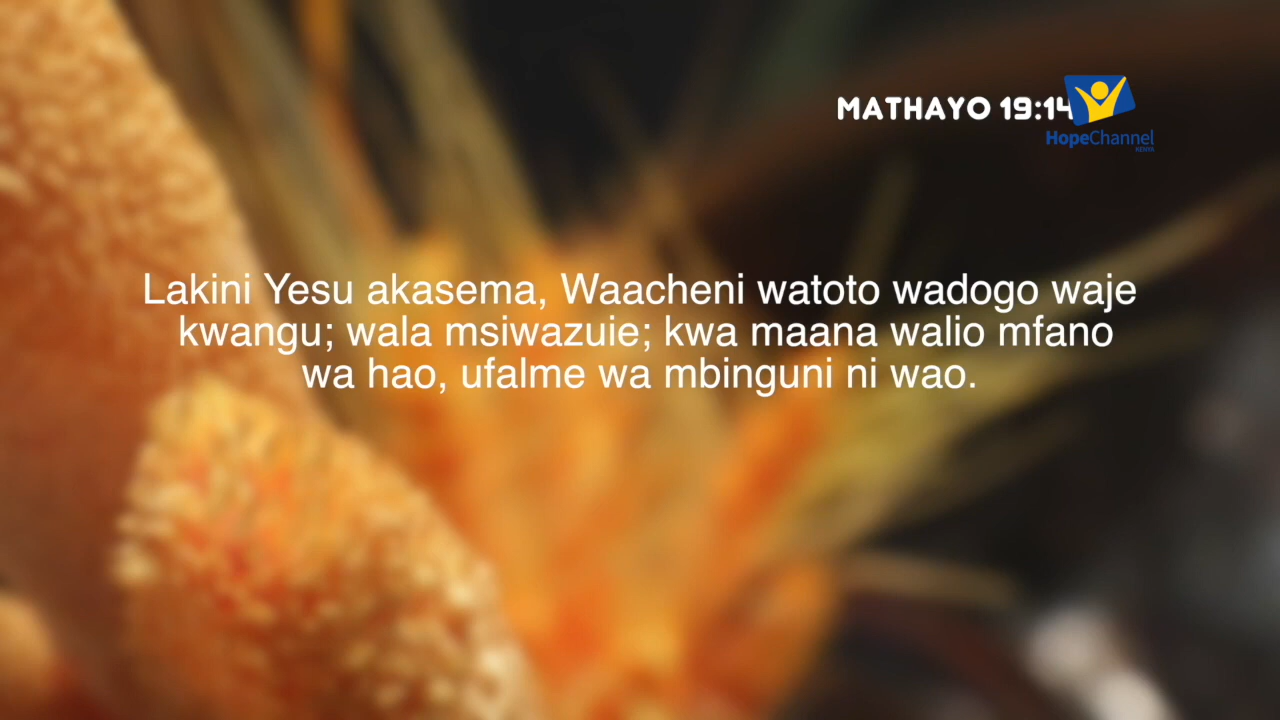 MATHAYO 19:14
HopeChannel
KENYA
Lakini Yesu akasema, Waacheni watoto wadogo waje
kwangu; wala msiwazuie; kwa maana walio mfano
wa hao, ufalme wa mbinguni ni wao.